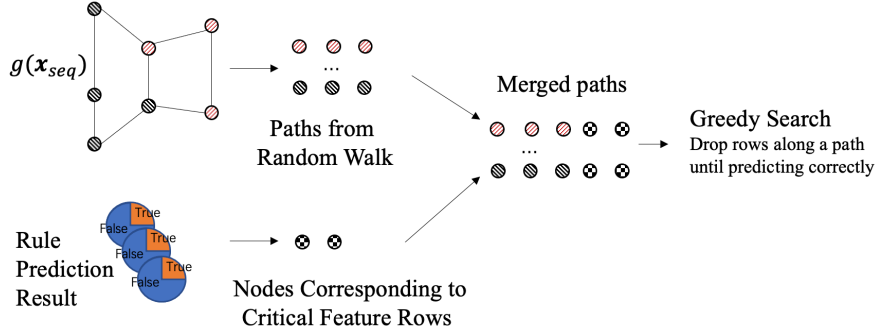 g(x_seq)
...
Paths from
Random Walk
Merged paths
...
Greedy Search
Drop rows along a path
until predicting correctly
Rule
Prediction
Result
True
False
True
False
True
False
Nodes Corresponding to
Critical Feature Rows